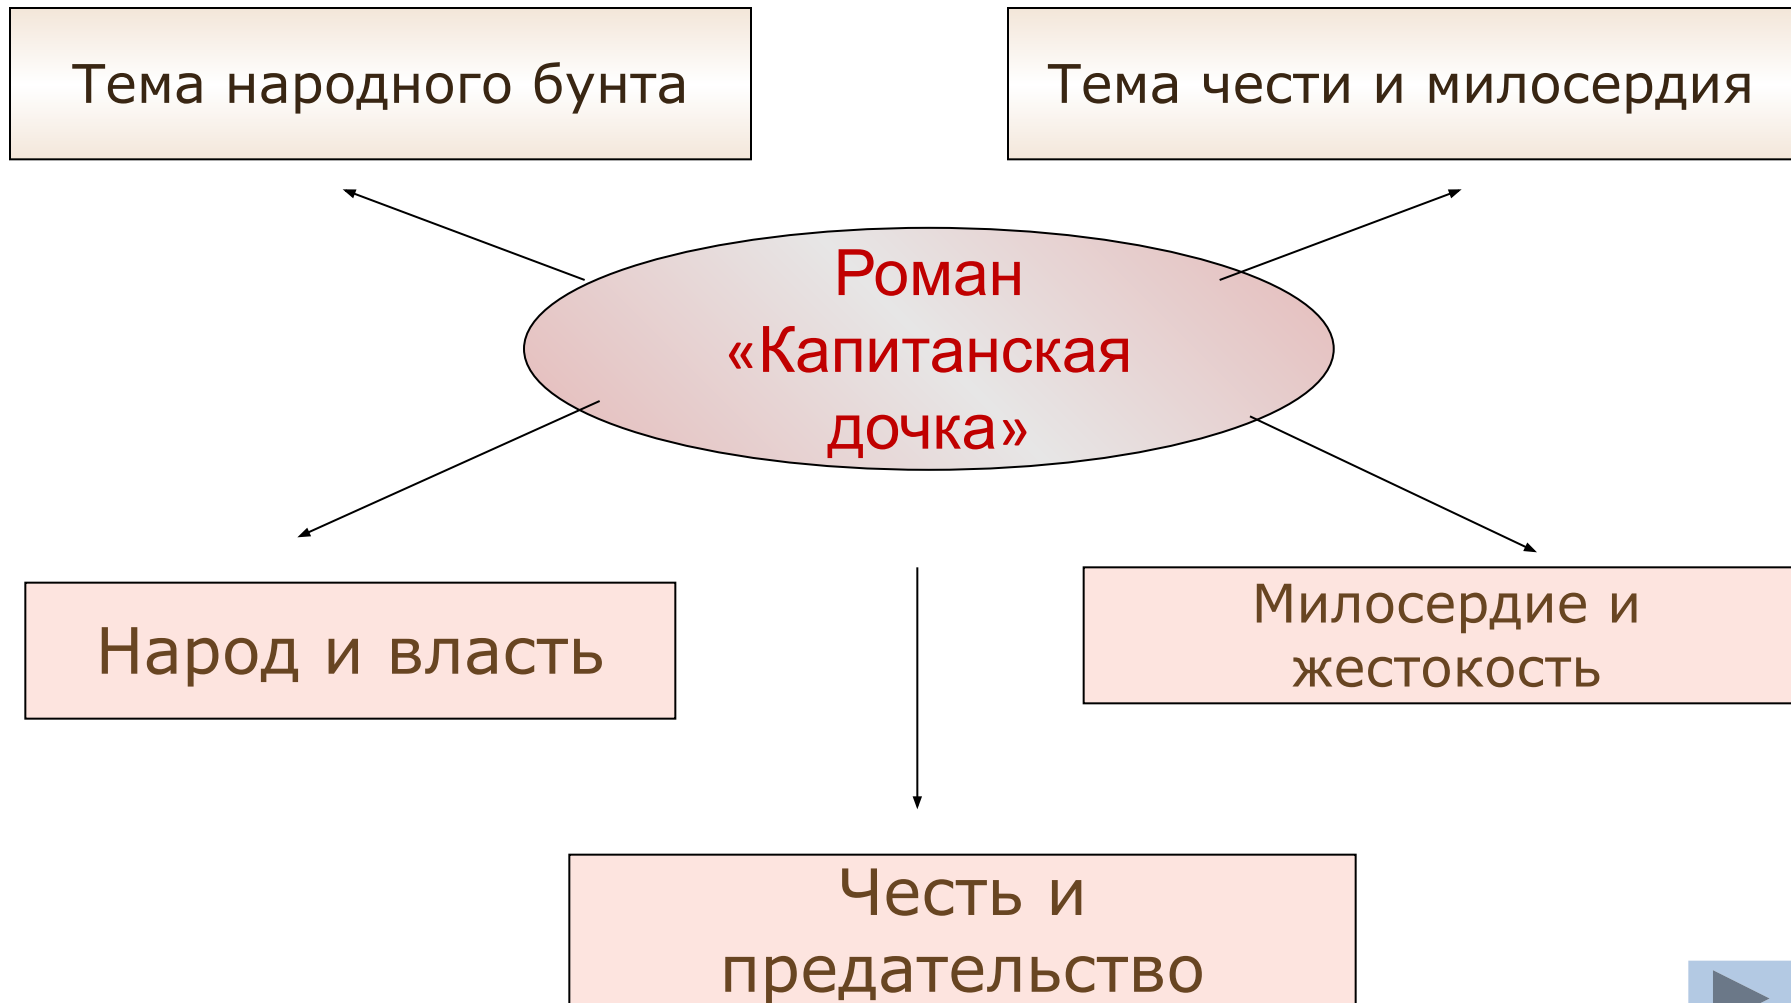 Тема народного бунта
Тема чести и милосердия
Роман
«Капитанская
дочка»
Народ и власть
Милосердие и
жестокость
Честь и
предательство